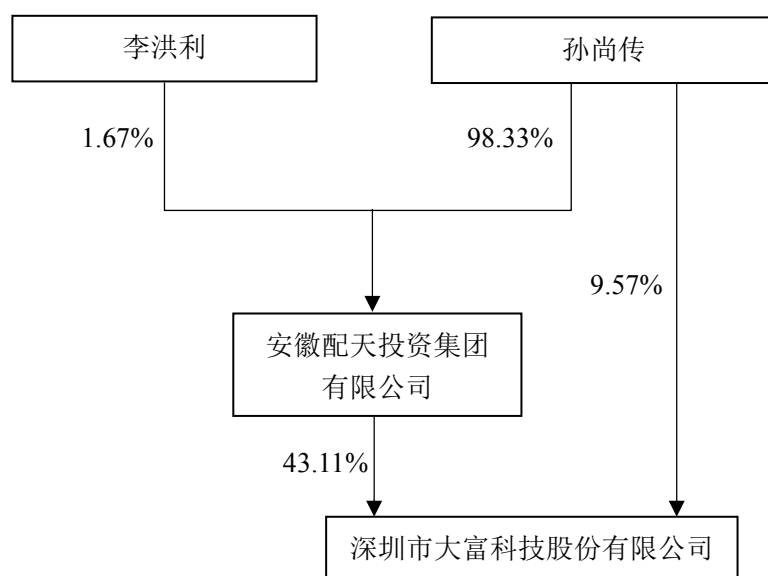 李洪利
孙尚传
1.67%
98.33%
9.57%
安徽配天投资集团
有限公司
43.11%
深圳市大富科技股份有限公司